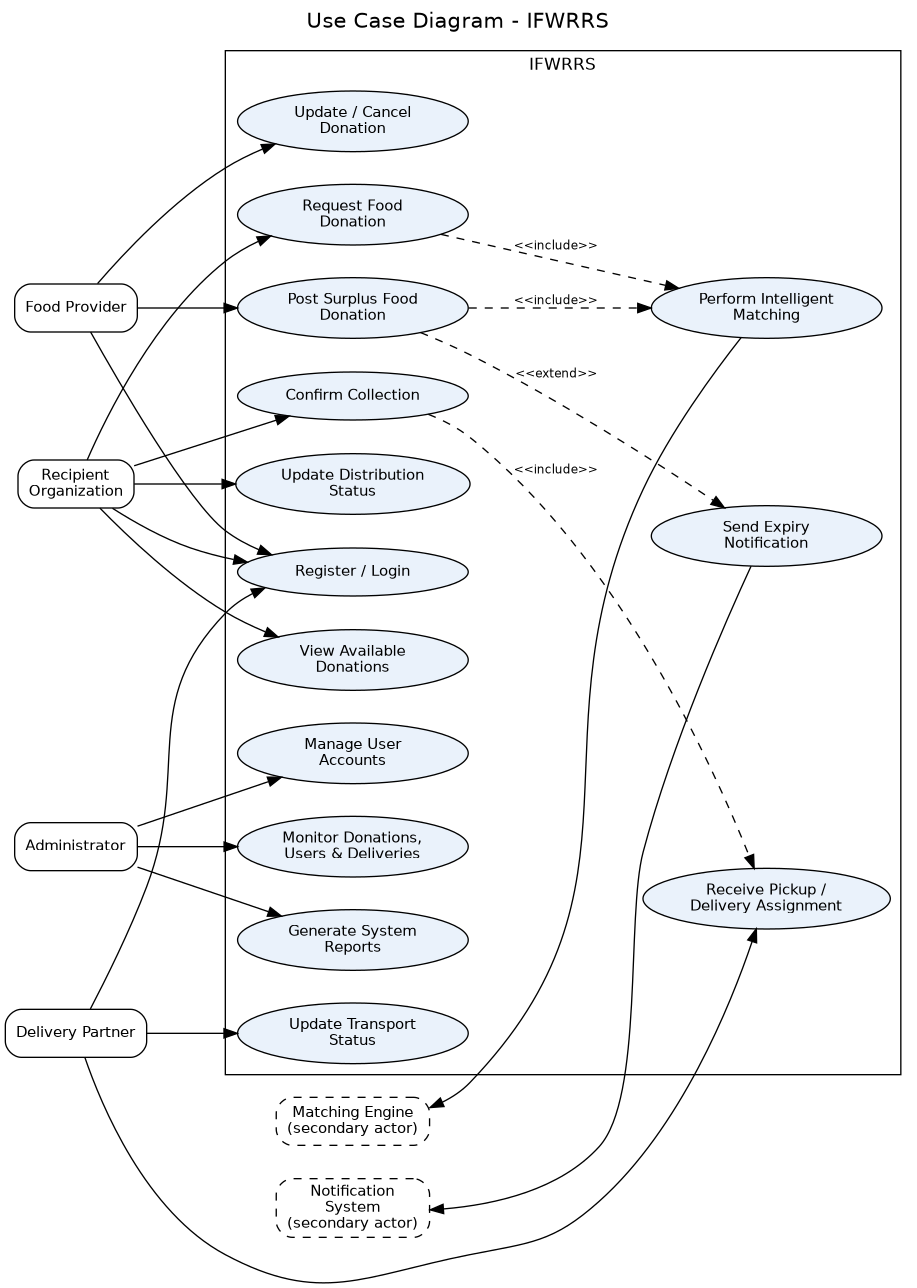 Use Case Diagram - IFWRRS
IFWRRS
Update / Cancel
Donation
Request Food
Donation
<<include>>
Food Provider
Post Surplus Food
Donation
<<include>>
Perform Intelligent
Matching
<<extend>>
Confirm Collection
Recipient
Organization
Update Distribution
Status
<<include>>
Send Expiry
Notification
Register / Login
View Available
Donations
Manage User
Accounts
Administrator
Monitor Donations,
Users & Deliveries
Receive Pickup /
Delivery Assignment
Generate System
Reports
Delivery Partner
Update Transport
Status
Matching Engine
(secondary actor)
Notification
System
(secondary actor)